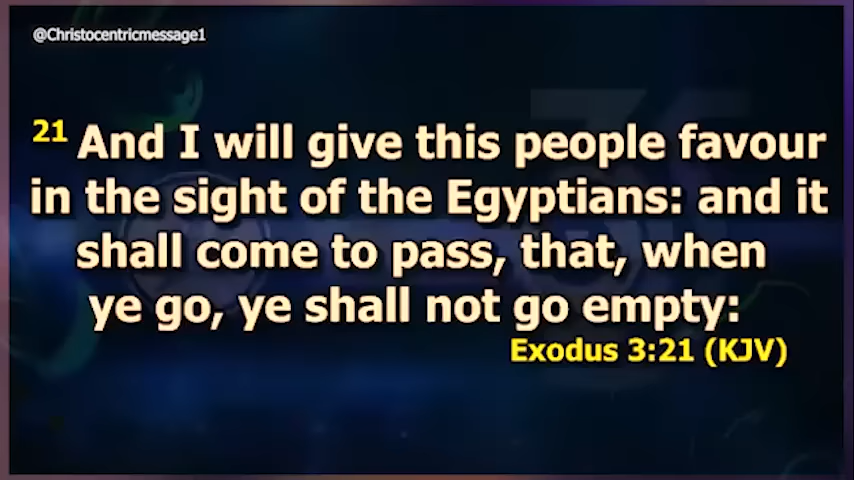 @Christocentricmessage1
21 And I will give this people favour
in the sight of the Egyptians: and it
shall come to pass, that, when
ye go, ye shall not go empty:
Exodus 3:21 (KJV)